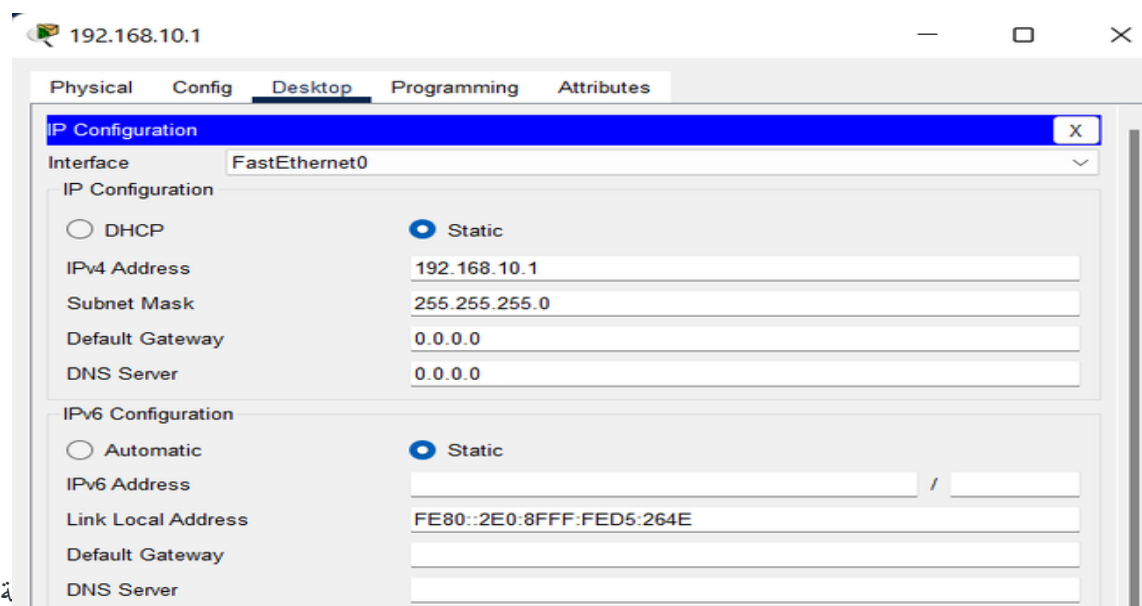 192.168.10.1
Physical Config Desktop Programming Attributes
IP Configuration X
Interface FastEthernet0
IP Configuration
DHCP Static
IPv4 Address 192.168.10.1
Subnet Mask 255.255.255.0
Default Gateway 0.0.0.0
DNS Server 0.0.0.0
IPv6 Configuration
Automatic Static
IPv6 Address /
Link Local Address FE80::2E0:8FFF:FED5:264E
Default Gateway
DNS Server
ة